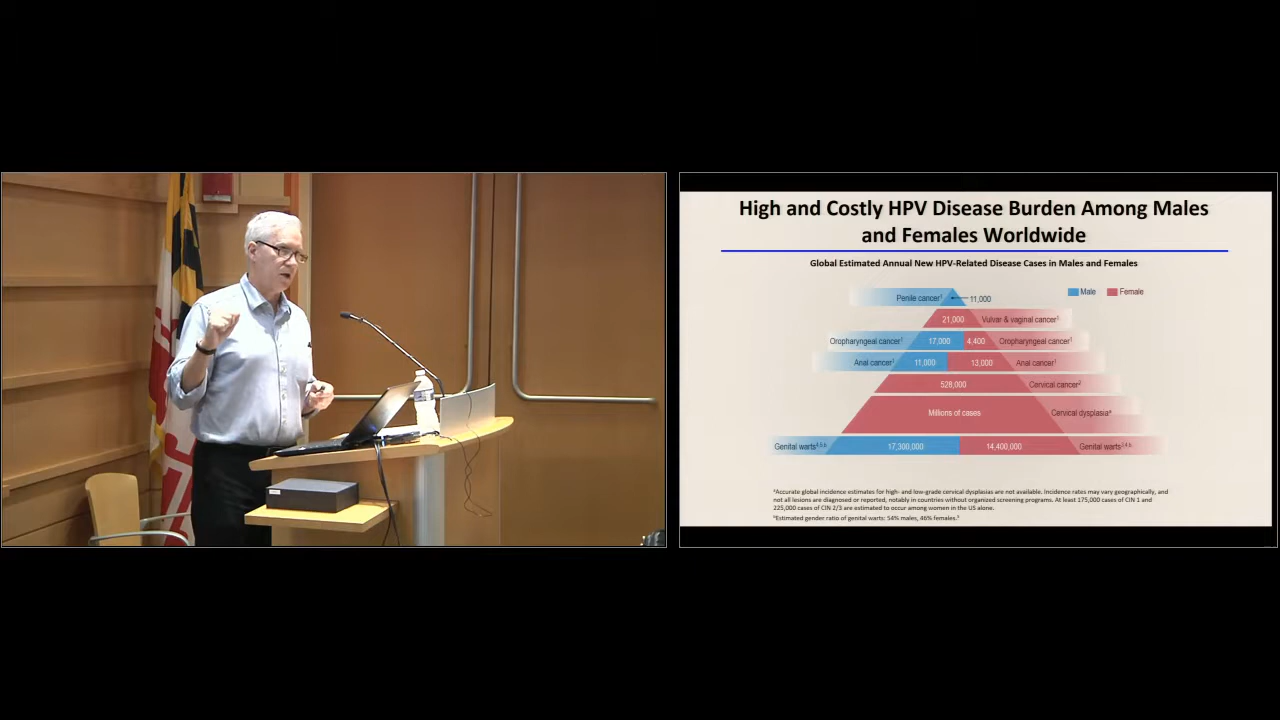 High and Costly HPV Disease Burden Among Males
and Females Worldwide
Global Estimated Annual New HPV-Related Disease Cases in Males and Females
Penile cancer¹ 11,000 Male Female
21,000 Vulvar & vaginal cancer¹
Oropharyngeal cancer¹ 17,000 4,400 Oropharyngeal cancer¹
Anal cancer¹ 11,000 13,000 Anal cancer¹
528,000 Cervical cancer²
Millions of cases Cervical dysplasiaᵃ
Genital warts 17,300,000 14,400,000 Genital warts
ᵃAccurate global incidence estimates for high- and low-grade cervical dysplasias are not available. Incidence rates may vary geographically, and
not all lesions are diagnosed or reported, notably in countries without organized screening programs. At least 175,000 cases of CIN 1 and
225,000 cases of CIN 2/3 are estimated to occur among women in the US alone.
ᵇEstimated gender ratio of genital warts: 54% males, 46% females.⁵